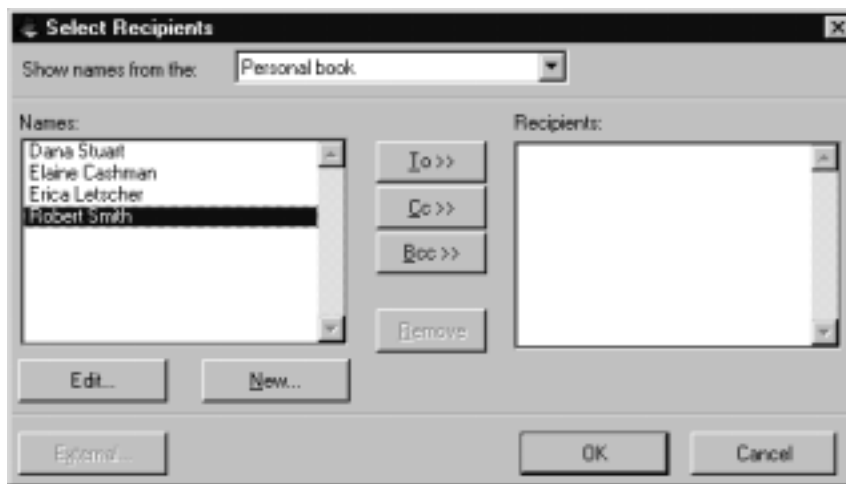 Select Recipients
Show names from the: Personal book
Names:
Dana Stuart
Elaine Cashman
Erica Letscher
Robert Smith
To >>
Cc >>
Bcc >>
Remove
Recipients:
Edit...
New...
External...
OK
Cancel